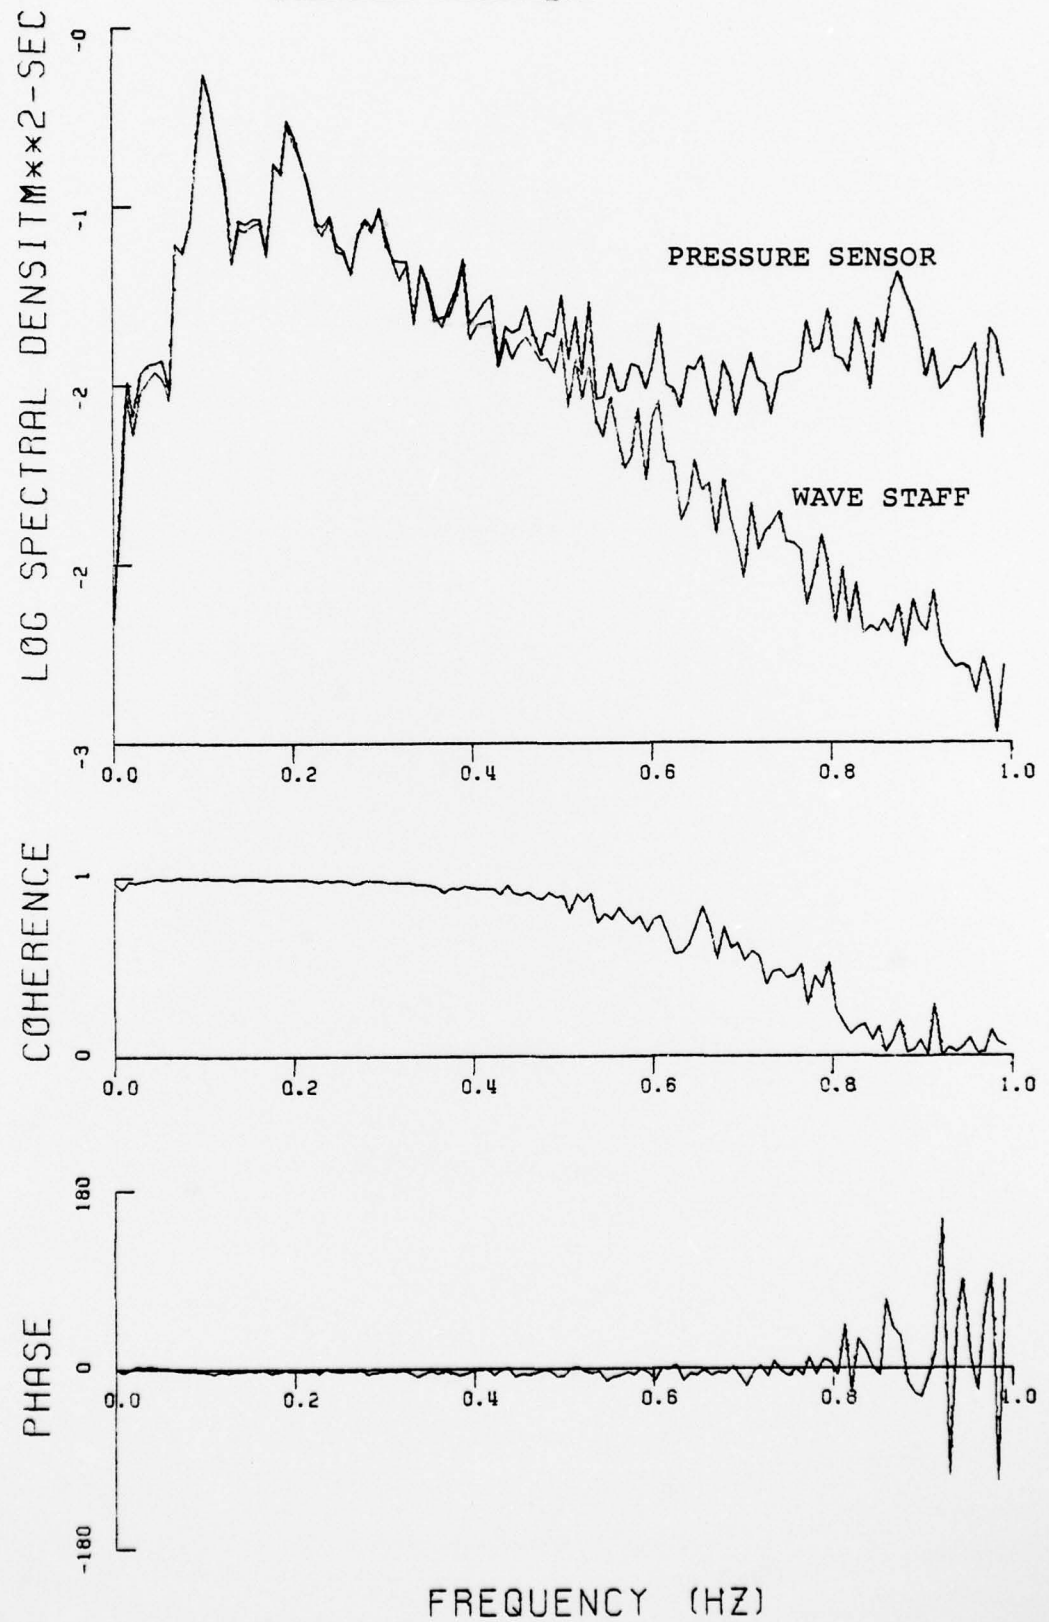 LOG SPECTRAL DENSITM**2-SEC
-0
-1
-2
-2
-3
PRESSURE SENSOR
WAVE STAFF
0.0 0.2 0.4 0.6 0.8 1.0
COHERENCE
1
0
0.0 0.2 0.4 0.6 0.8 1.0
PHASE
180
0
-180
0.0 0.2 0.4 0.6 0.8 1.0
FREQUENCY (HZ)